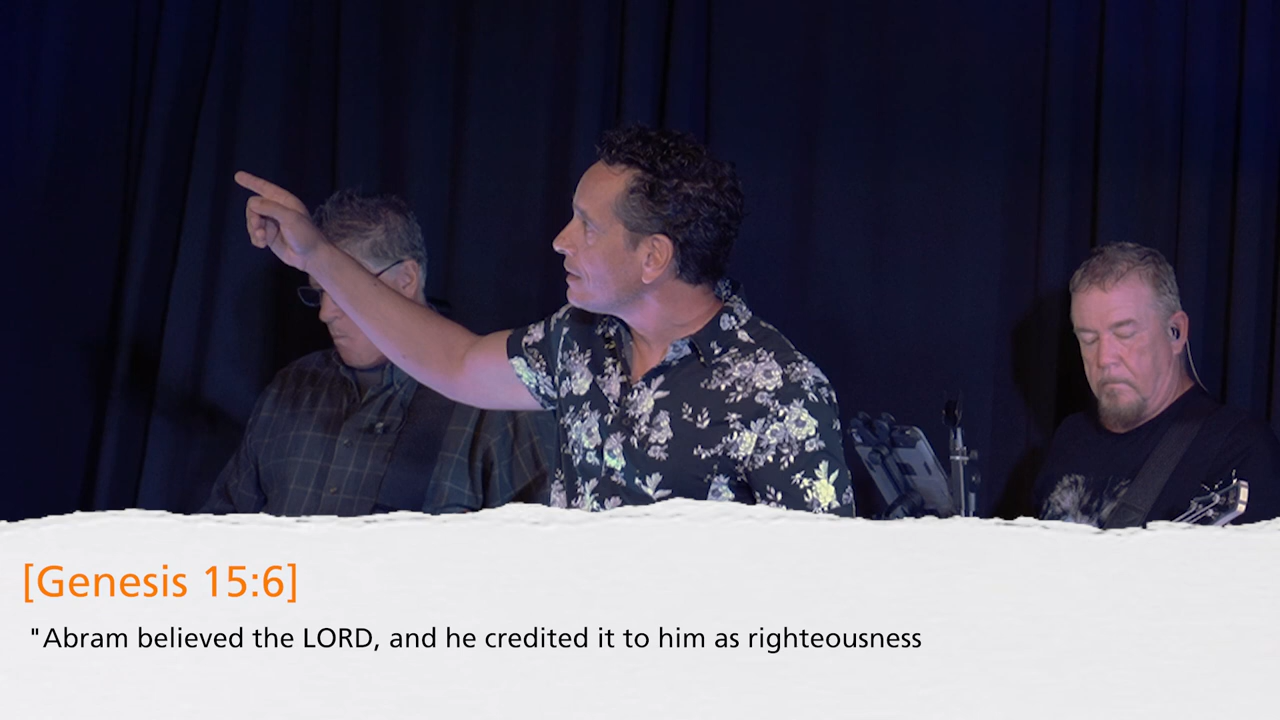 [Genesis 15:6]
"Abram believed the LORD, and he credited it to him as righteousness